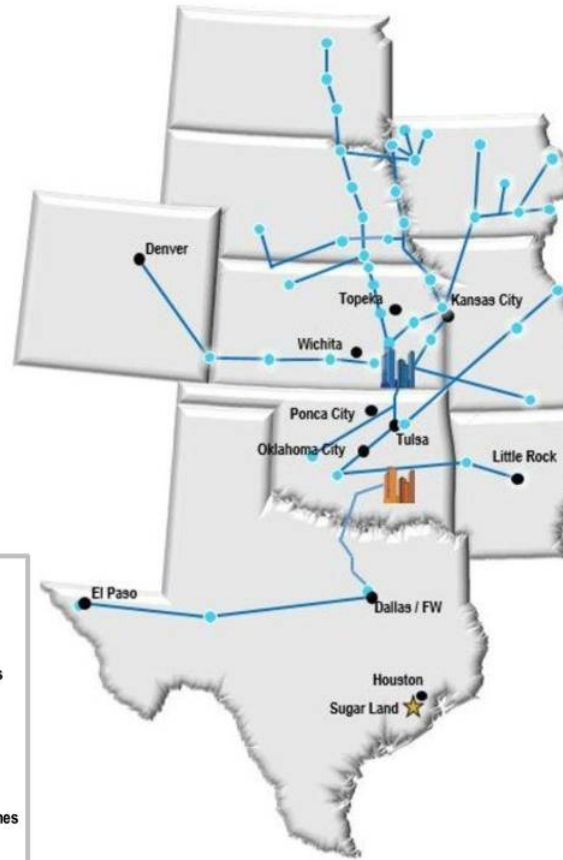 Denver
Topeka
Kansas City
Wichita
Ponca City
Tulsa
Oklahoma City
Little Rock
El Paso
Dallas / FW
Houston
Sugar Land